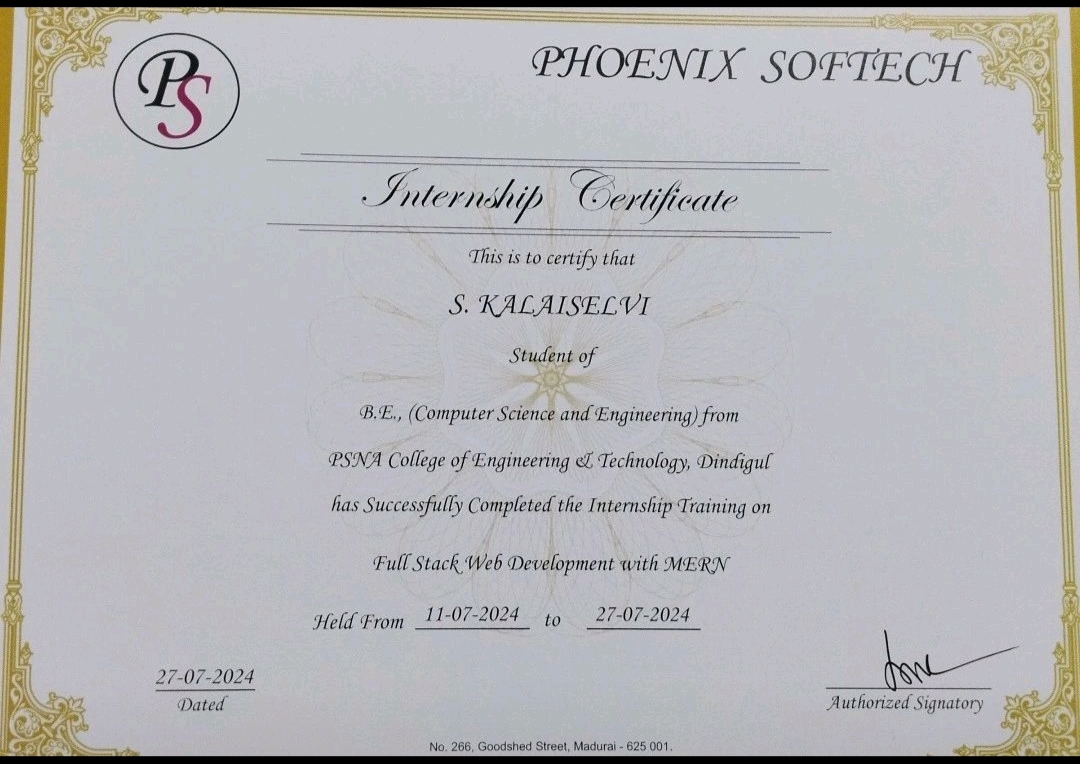 PS
PHOENIX SOFTECH
Internship Certificate
This is to certify that
S. KALAISELVI
Student of
B.E., (Computer Science and Engineering) from
PSNA College of Engineering & Technology, Dindigul
has Successfully Completed the Internship Training on
Full Stack Web Development with MERN
Held From 11-07-2024 to 27-07-2024
27-07-2024
Dated
Authorized Signatory
No. 266, Goodshed Street, Madurai - 625 001.